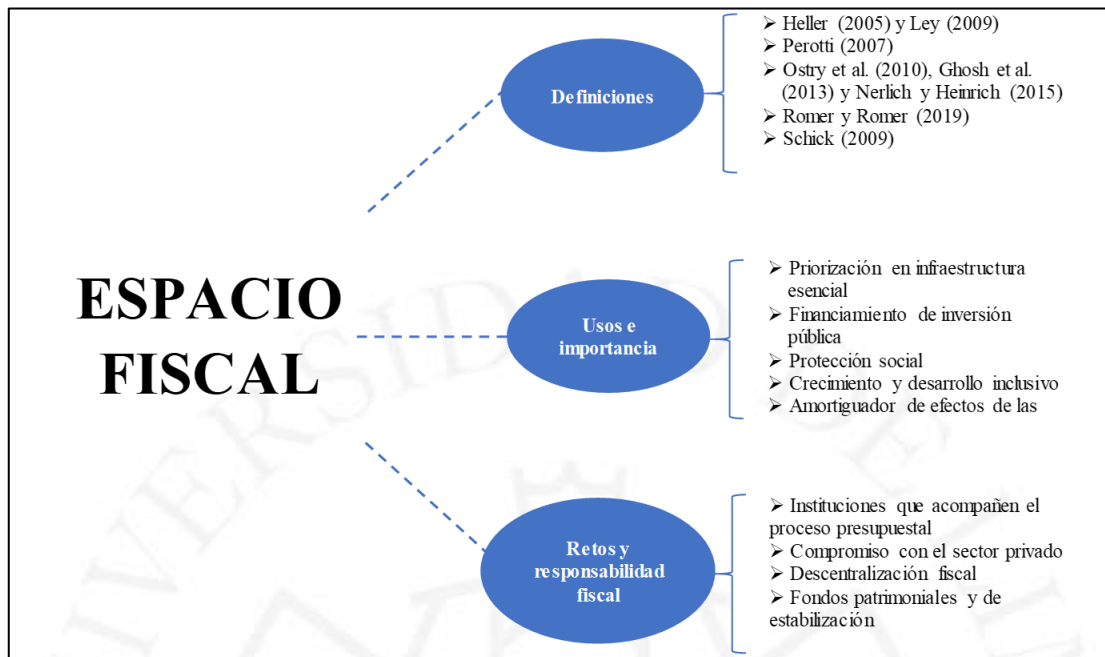 ESPACIO
FISCAL
Definiciones
➢ Heller (2005) y Ley (2009)
➢ Perotti (2007)
➢ Ostry et al. (2010), Ghosh et al.
(2013) y Nerlich y Heinrich (2015)
➢ Romer y Romer (2019)
➢ Schick (2009)
Usos e
importancia
➢ Priorización en infraestructura
esencial
➢ Financiamiento de inversión
pública
➢ Protección social
➢ Crecimiento y desarrollo inclusivo
➢ Amortiguador de efectos de las
Retos y
responsabilidad
fiscal
➢ Instituciones que acompañen el
proceso presupuestal
➢ Compromiso con el sector privado
➢ Descentralización fiscal
➢ Fondos patrimoniales y de
estabilización